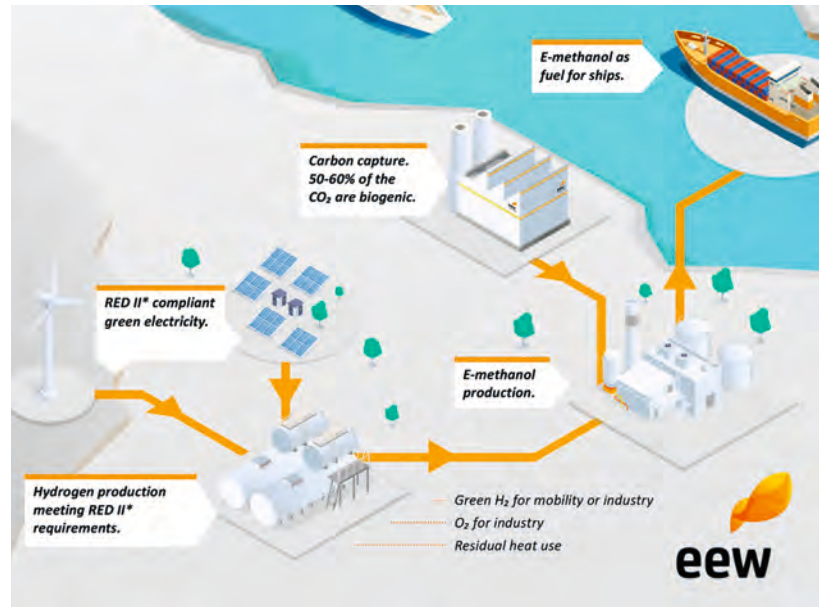 E-methanol as
fuel for ships.
Carbon capture.
50-60% of the
CO₂ are biogenic.
RED II* compliant
green electricity.
E-methanol
production.
Hydrogen production
meeting RED II*
requirements.
Green H₂ for mobility or industry
O₂ for industry
Residual heat use
eew